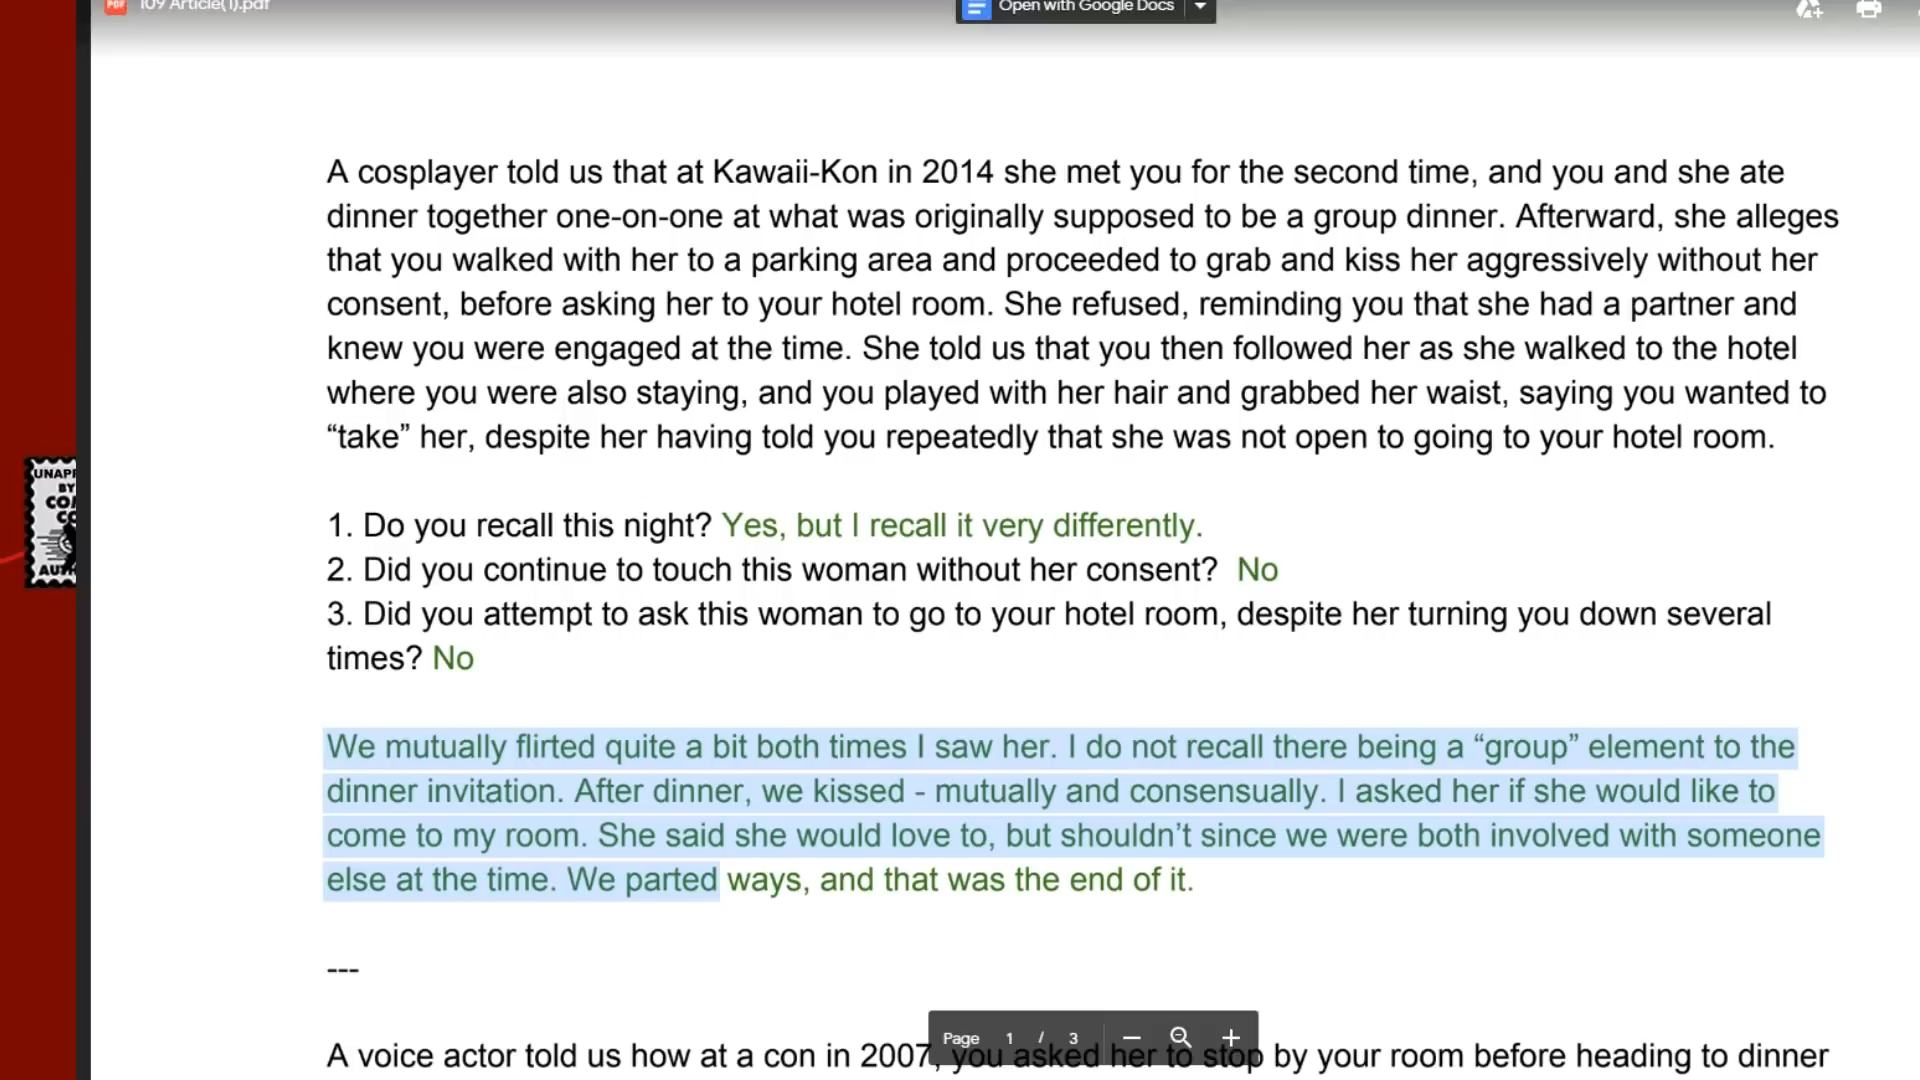 109 Article(1).pdf
Open with Google Docs
A cosplayer told us that at Kawaii-Kon in 2014 she met you for the second time, and you and she ate
dinner together one-on-one at what was originally supposed to be a group dinner. Afterward, she alleges
that you walked with her to a parking area and proceeded to grab and kiss her aggressively without her
consent, before asking her to your hotel room. She refused, reminding you that she had a partner and
knew you were engaged at the time. She told us that you then followed her as she walked to the hotel
where you were also staying, and you played with her hair and grabbed her waist, saying you wanted to
“take” her, despite her having told you repeatedly that she was not open to going to your hotel room.
1. Do you recall this night? Yes, but I recall it very differently.
2. Did you continue to touch this woman without her consent? No
3. Did you attempt to ask this woman to go to your hotel room, despite her turning you down several
times? No
We mutually flirted quite a bit both times I saw her. I do not recall there being a “group” element to the
dinner invitation. After dinner, we kissed - mutually and consensually. I asked her if she would like to
come to my room. She said she would love to, but shouldn’t since we were both involved with someone
else at the time. We parted ways, and that was the end of it.
---
A voice actor told us how at a con in 2007, you asked her to stop by your room before heading to dinner
Page 1 / 3
BY